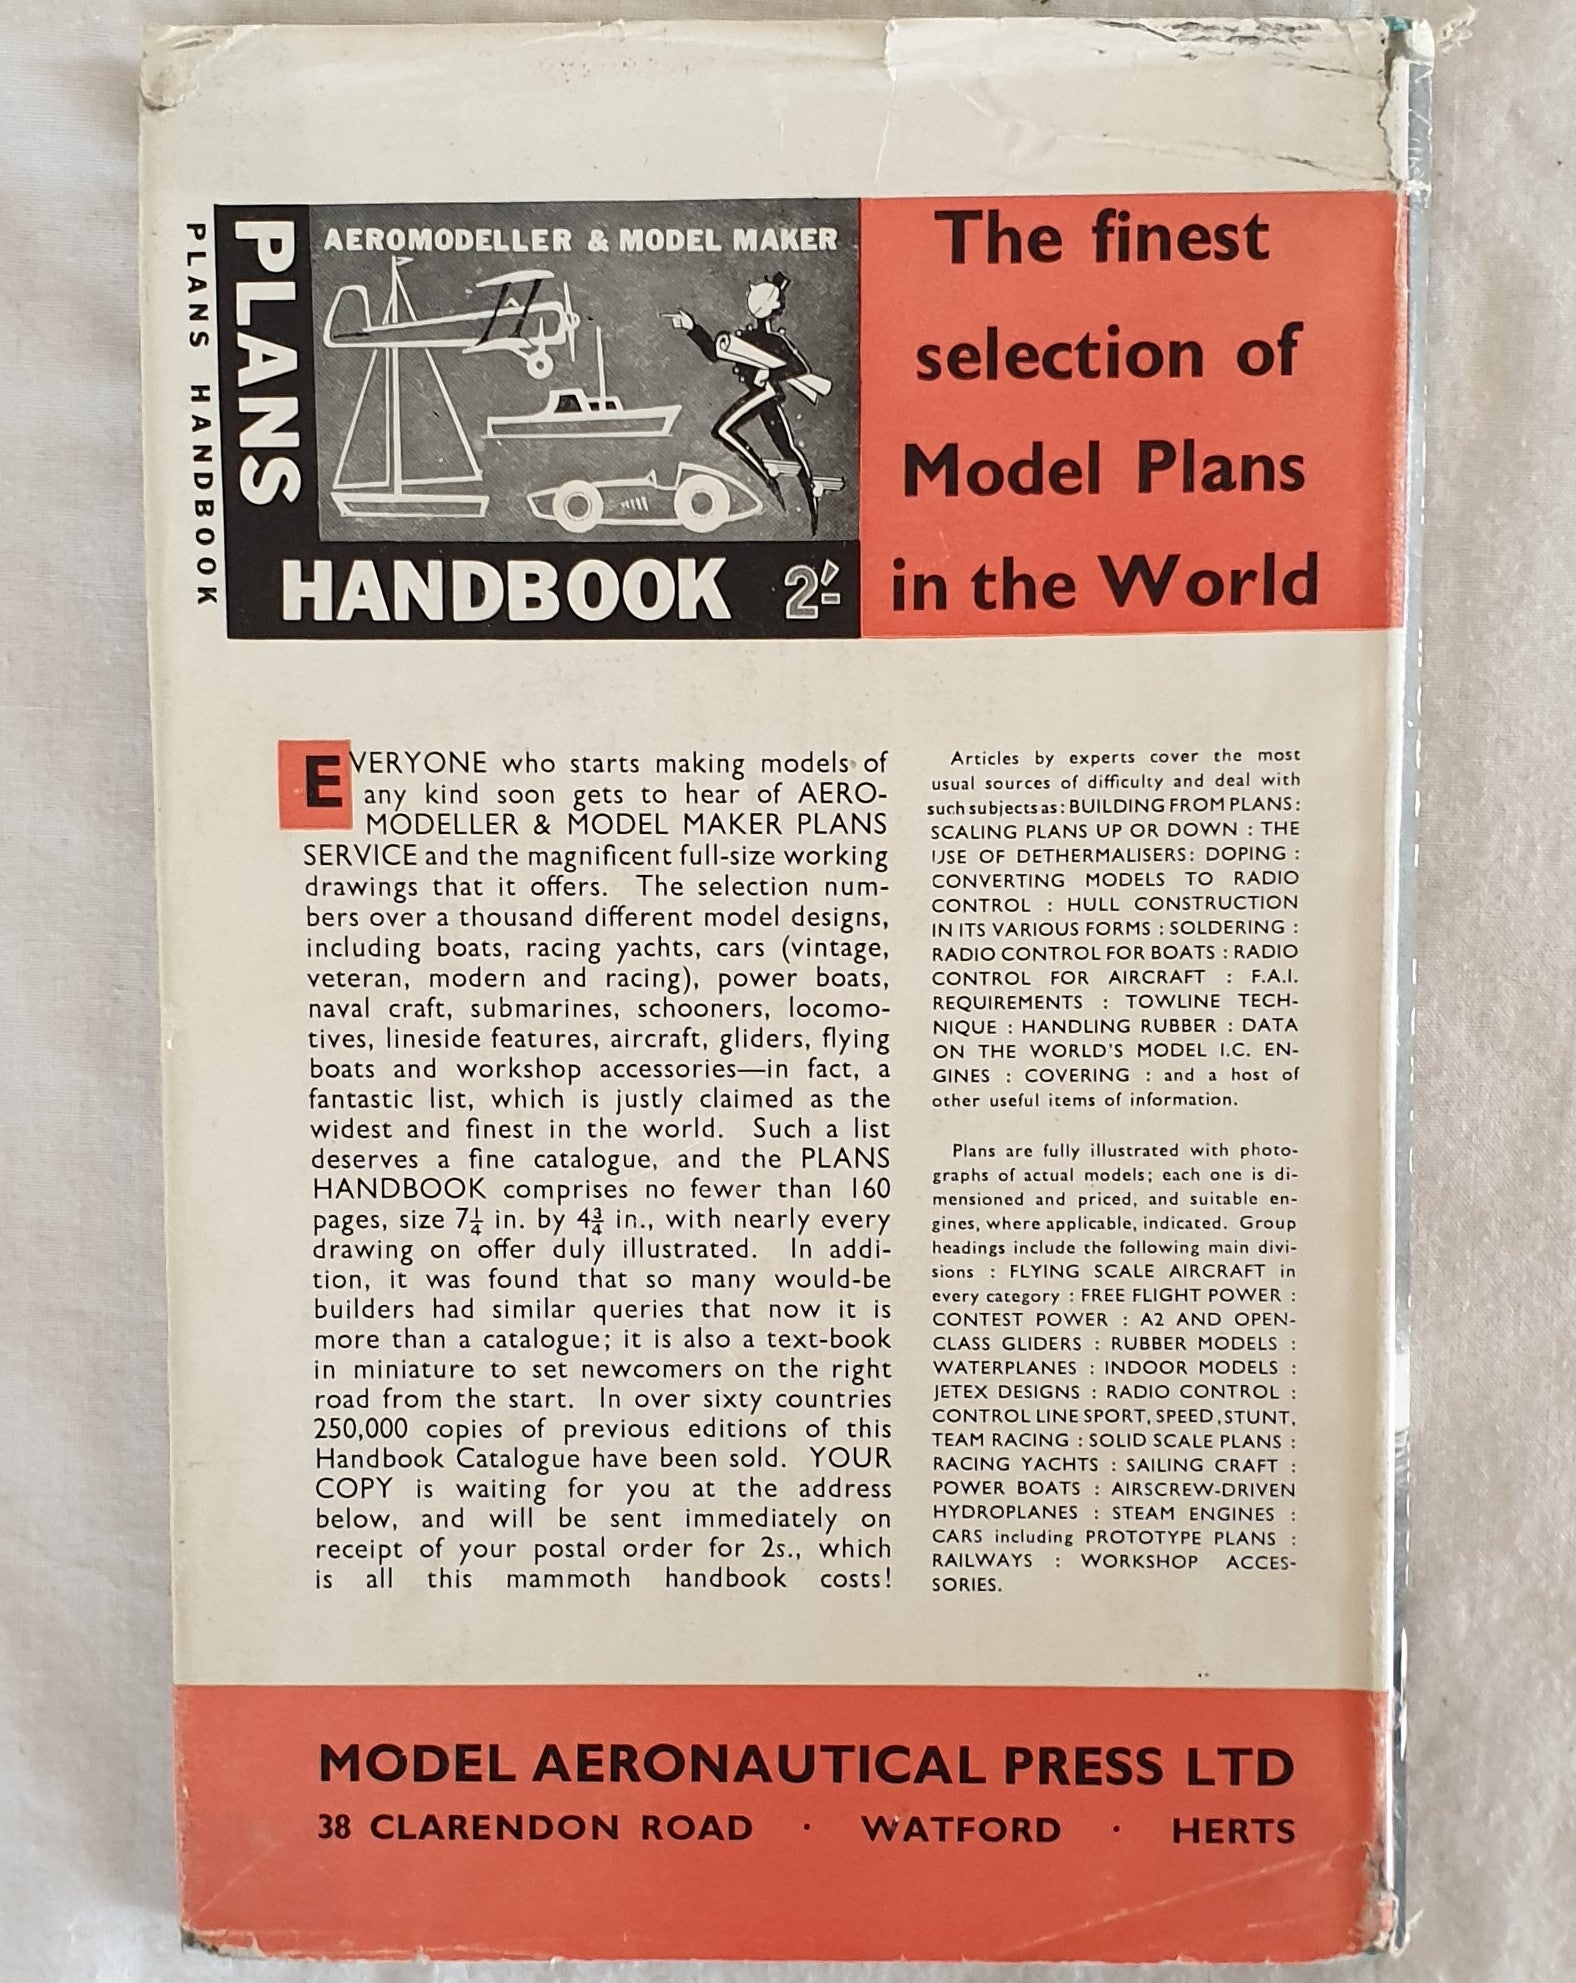 PLANS HANDBOOK
PLANS
AEROMODELLER & MODEL MAKER
HANDBOOK 2'-
The finest
selection of
Model Plans
in the World
EVERYONE who starts making models of
any kind soon gets to hear of AERO-
MODELLER & MODEL MAKER PLANS
SERVICE and the magnificent full-size working
drawings that it offers. The selection num-
bers over a thousand different model designs,
including boats, racing yachts, cars (vintage,
veteran, modern and racing), power boats,
naval craft, submarines, schooners, locomo-
tives, lineside features, aircraft, gliders, flying
boats and workshop accessories—in fact, a
fantastic list, which is justly claimed as the
widest and finest in the world. Such a list
deserves a fine catalogue, and the PLANS
HANDBOOK comprises no fewer than 160
pages, size 7¼ in. by 4¾ in., with nearly every
drawing on offer duly illustrated. In addi-
tion, it was found that so many would-be
builders had similar queries that now it is
more than a catalogue; it is also a text-book
in miniature to set newcomers on the right
road from the start. In over sixty countries
250,000 copies of previous editions of this
Handbook Catalogue have been sold. YOUR
COPY is waiting for you at the address
below, and will be sent immediately on
receipt of your postal order for 2s., which
is all this mammoth handbook costs!
Articles by experts cover the most
usual sources of difficulty and deal with
such subjects as : BUILDING FROM PLANS :
SCALING PLANS UP OR DOWN : THE
USE OF DETHERMALISERS : DOPING :
CONVERTING MODELS TO RADIO
CONTROL : HULL CONSTRUCTION
IN ITS VARIOUS FORMS : SOLDERING :
RADIO CONTROL FOR BOATS : RADIO
CONTROL FOR AIRCRAFT : F.A.I.
REQUIREMENTS : TOWLINE TECH-
NIQUE : HANDLING RUBBER : DATA
ON THE WORLD'S MODEL I.C. EN-
GINES : COVERING : and a host of
other useful items of information.
Plans are fully illustrated with photo-
graphs of actual models; each one is di-
mensioned and priced, and suitable en-
gines, where applicable, indicated. Group
headings include the following main divi-
sions : FLYING SCALE AIRCRAFT in
every category : FREE FLIGHT POWER :
CONTEST POWER : A2 AND OPEN-
CLASS GLIDERS : RUBBER MODELS :
WATERPLANES : INDOOR MODELS :
JETEX DESIGNS : RADIO CONTROL :
CONTROL LINE SPORT, SPEED, STUNT,
TEAM RACING : SOLID SCALE PLANS :
RACING YACHTS : SAILING CRAFT :
POWER BOATS : AIRSCREW-DRIVEN
HYDROPLANES : STEAM ENGINES :
CARS including PROTOTYPE PLANS :
RAILWAYS : WORKSHOP ACCES-
SORIES.
MODEL AERONAUTICAL PRESS LTD
38 CLARENDON ROAD · WATFORD · HERTS